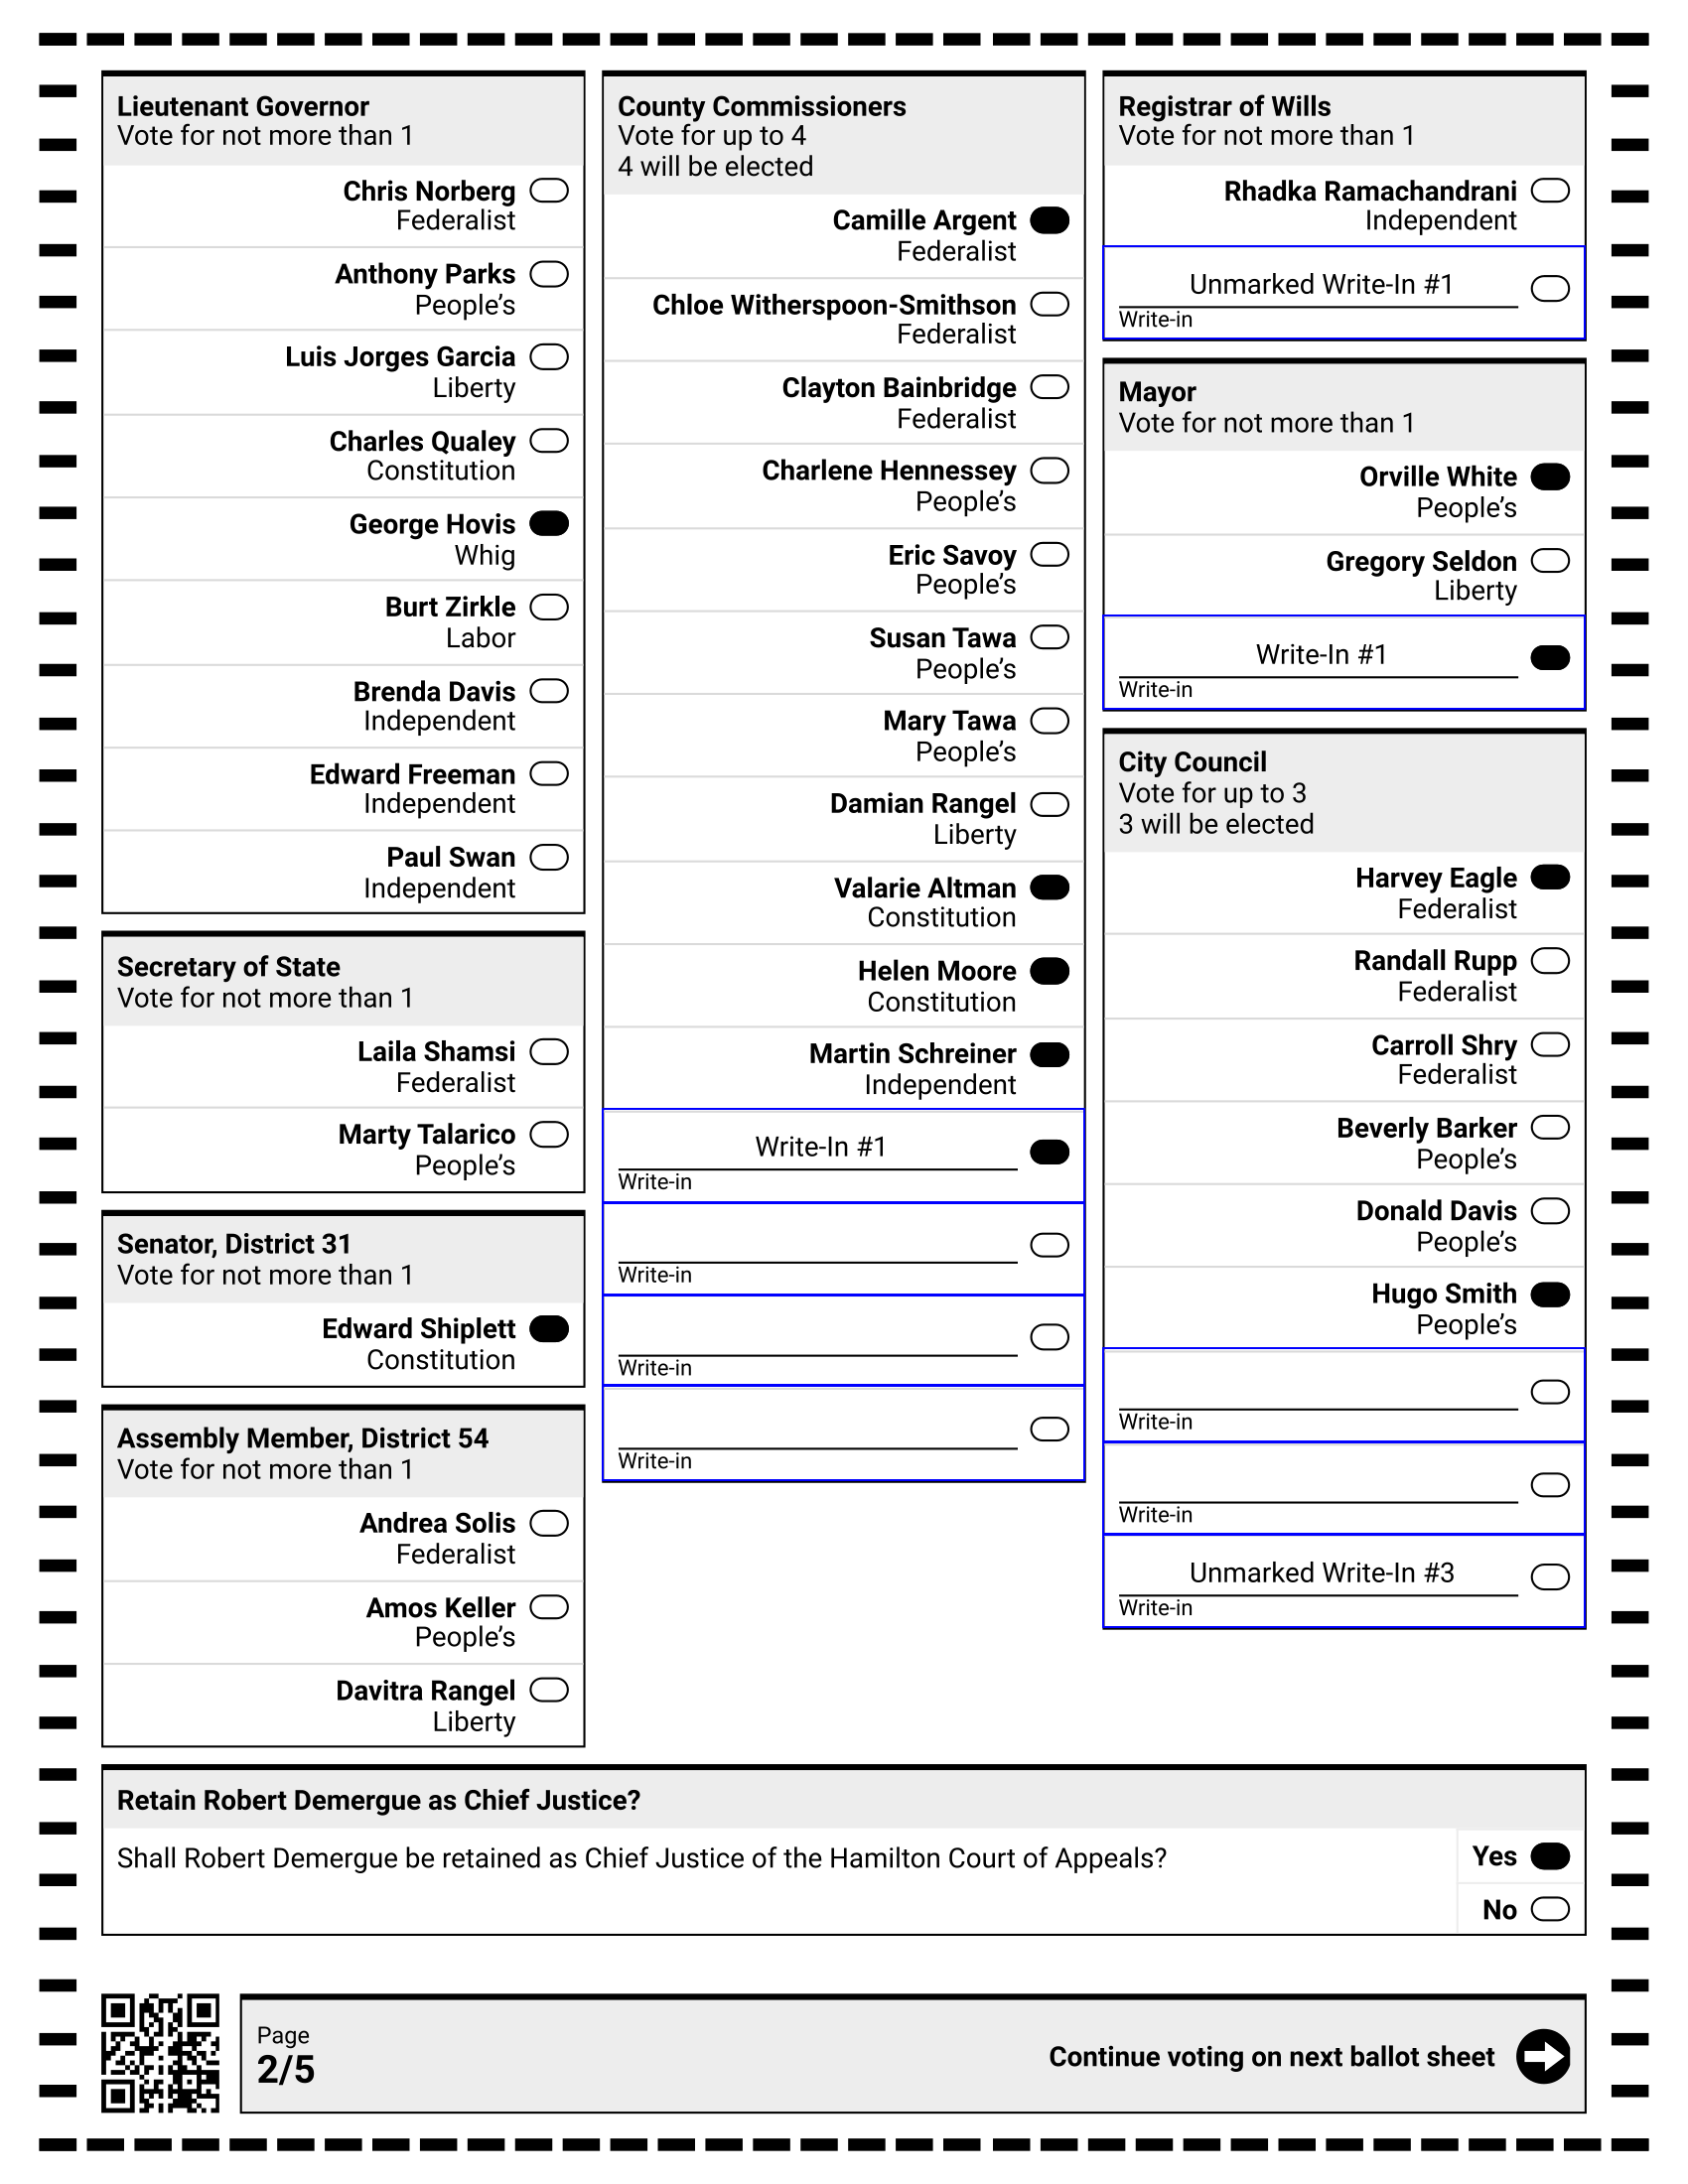 Lieutenant Governor
Vote for not more than 1
Chris Norberg
Federalist
Anthony Parks
People’s
Luis Jorges Garcia
Liberty
Charles Qualey
Constitution
George Hovis
Whig
Burt Zirkle
Labor
Brenda Davis
Independent
Edward Freeman
Independent
Paul Swan
Independent
Secretary of State
Vote for not more than 1
Laila Shamsi
Federalist
Marty Talarico
People’s
Senator, District 31
Vote for not more than 1
Edward Shiplett
Constitution
Assembly Member, District 54
Vote for not more than 1
Andrea Solis
Federalist
Amos Keller
People’s
Davitra Rangel
Liberty
County Commissioners
Vote for up to 4
4 will be elected
Camille Argent
Federalist
Chloe Witherspoon-Smithson
Federalist
Clayton Bainbridge
Federalist
Charlene Hennessey
People’s
Eric Savoy
People’s
Susan Tawa
People’s
Mary Tawa
People’s
Damian Rangel
Liberty
Valarie Altman
Constitution
Helen Moore
Constitution
Martin Schreiner
Independent
Write-In #1
Write-in
Write-in
Write-in
Write-in
Registrar of Wills
Vote for not more than 1
Rhadka Ramachandrani
Independent
Unmarked Write-In #1
Write-in
Mayor
Vote for not more than 1
Orville White
People’s
Gregory Seldon
Liberty
Write-In #1
Write-in
City Council
Vote for up to 3
3 will be elected
Harvey Eagle
Federalist
Randall Rupp
Federalist
Carroll Shry
Federalist
Beverly Barker
People’s
Donald Davis
People’s
Hugo Smith
People’s
Write-in
Write-in
Unmarked Write-In #3
Write-in
Retain Robert Demergue as Chief Justice?
Shall Robert Demergue be retained as Chief Justice of the Hamilton Court of Appeals?
Yes
No
Page
2/5
Continue voting on next ballot sheet